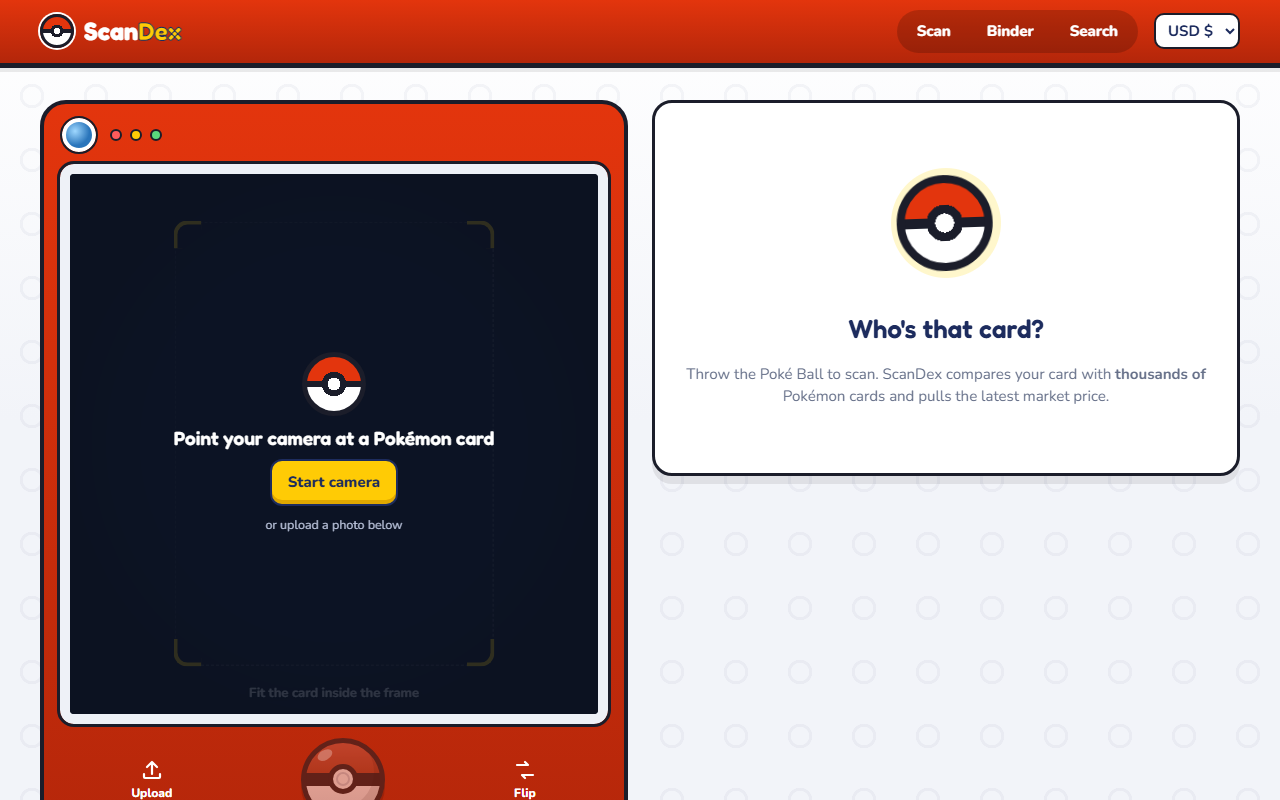 ScanDex
Scan
Binder
Search
USD $
Point your camera at a Pokémon card
Start camera
or upload a photo below
Fit the card inside the frame
Upload
Flip
Who's that card?
Throw the Poké Ball to scan. ScanDex compares your card with thousands of
Pokémon cards and pulls the latest market price.